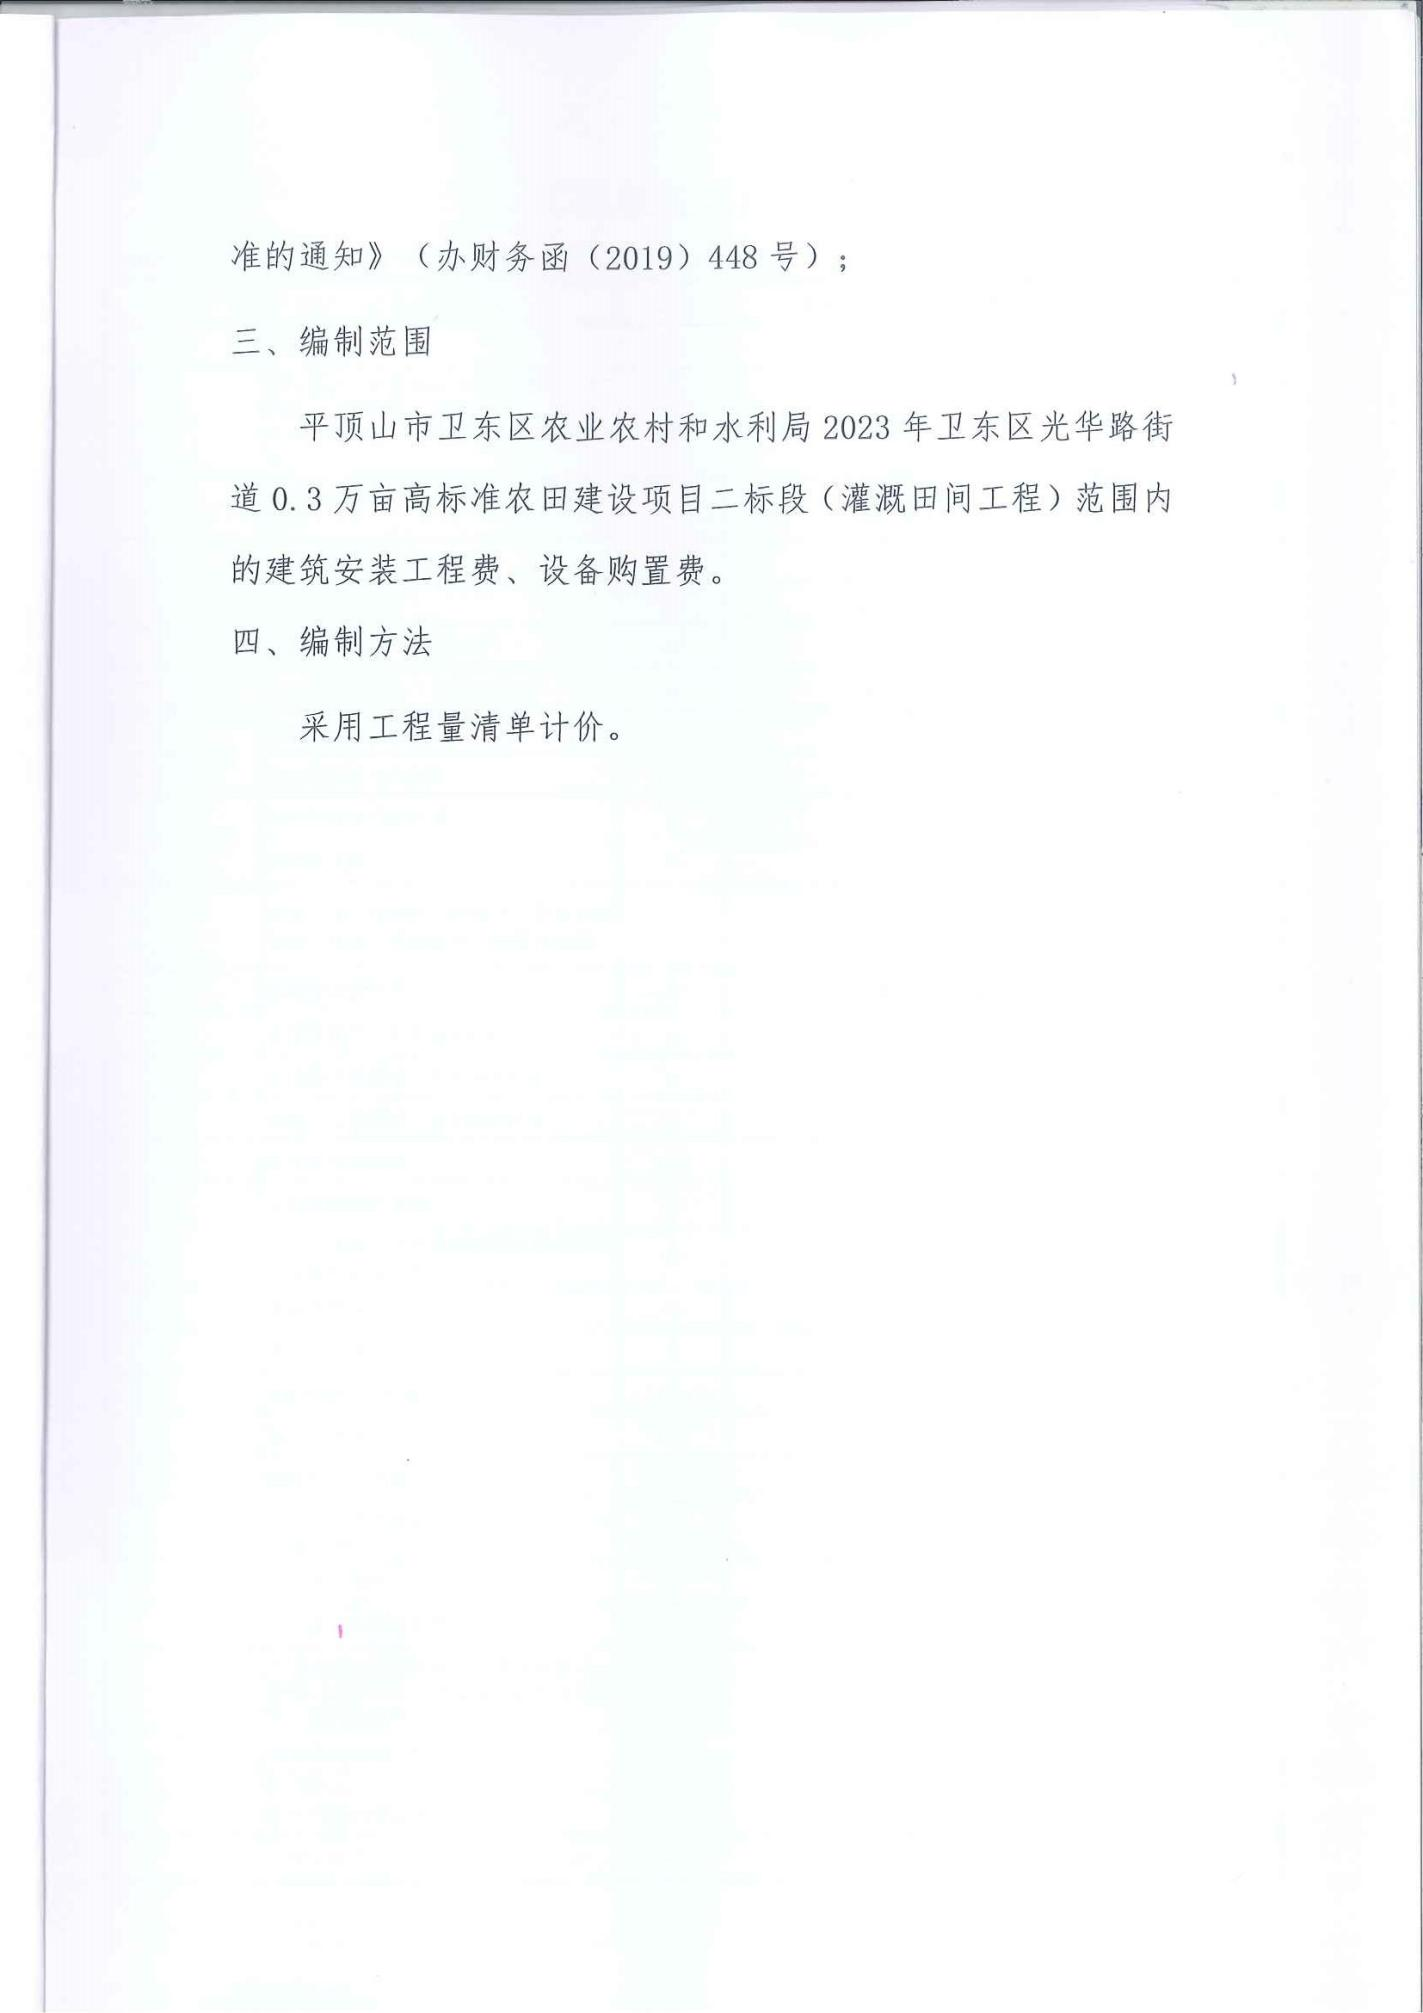 准的通知》（办财务函（2019）448 号）；
三、编制范围
平顶山市卫东区农业农村和水利局 2023 年卫东区光华路街
道 0.3 万亩高标准农田建设项目二标段（灌溉田间工程）范围内
的建筑安装工程费、设备购置费。
四、编制方法
采用工程量清单计价。